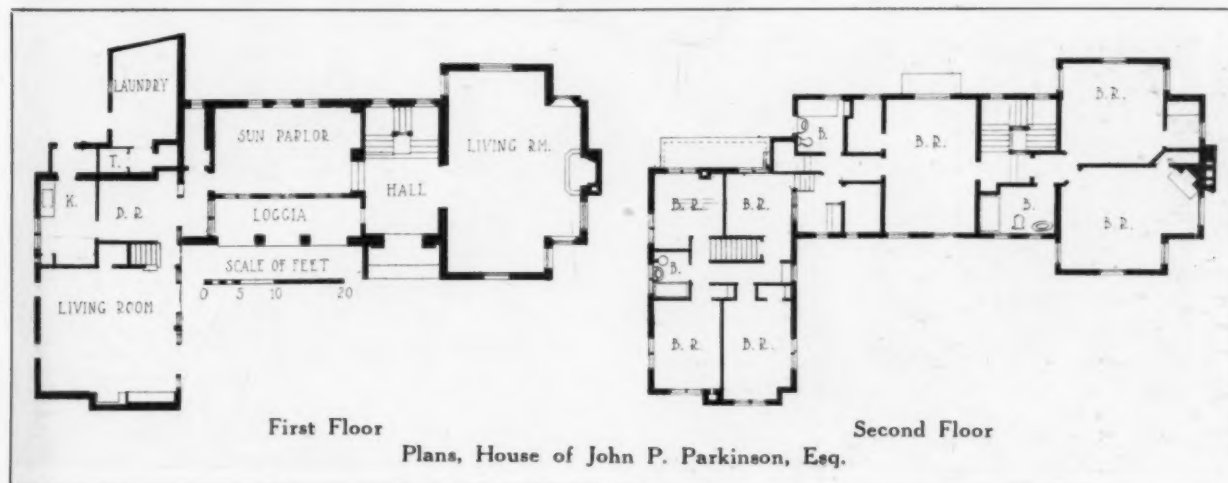 LAUNDRY
T.
K.
D. R.
LIVING ROOM
SUN PARLOR
LOGGIA
HALL
LIVING RM.
SCALE OF FEET
0 5 10 20
First Floor
B.
B. R.
B. R.
B. R.
B. R.
B.
B. R.
B.
B. R.
B. R.
Second Floor
Plans, House of John P. Parkinson, Esq.